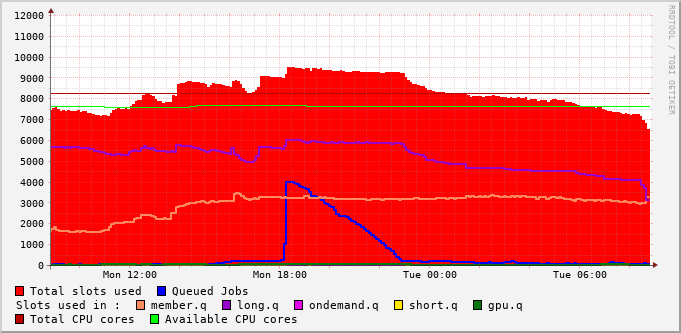 12000
11000
10000
9000
8000
7000
6000
5000
4000
3000
2000
1000
0
Mon 12:00 Mon 18:00 Tue 00:00 Tue 06:00
Total slots used Queued Jobs
Slots used in : member.q long.q ondemand.q short.q gpu.q
Total CPU cores Available CPU cores
RRDTOOL / TOBI OETIKER